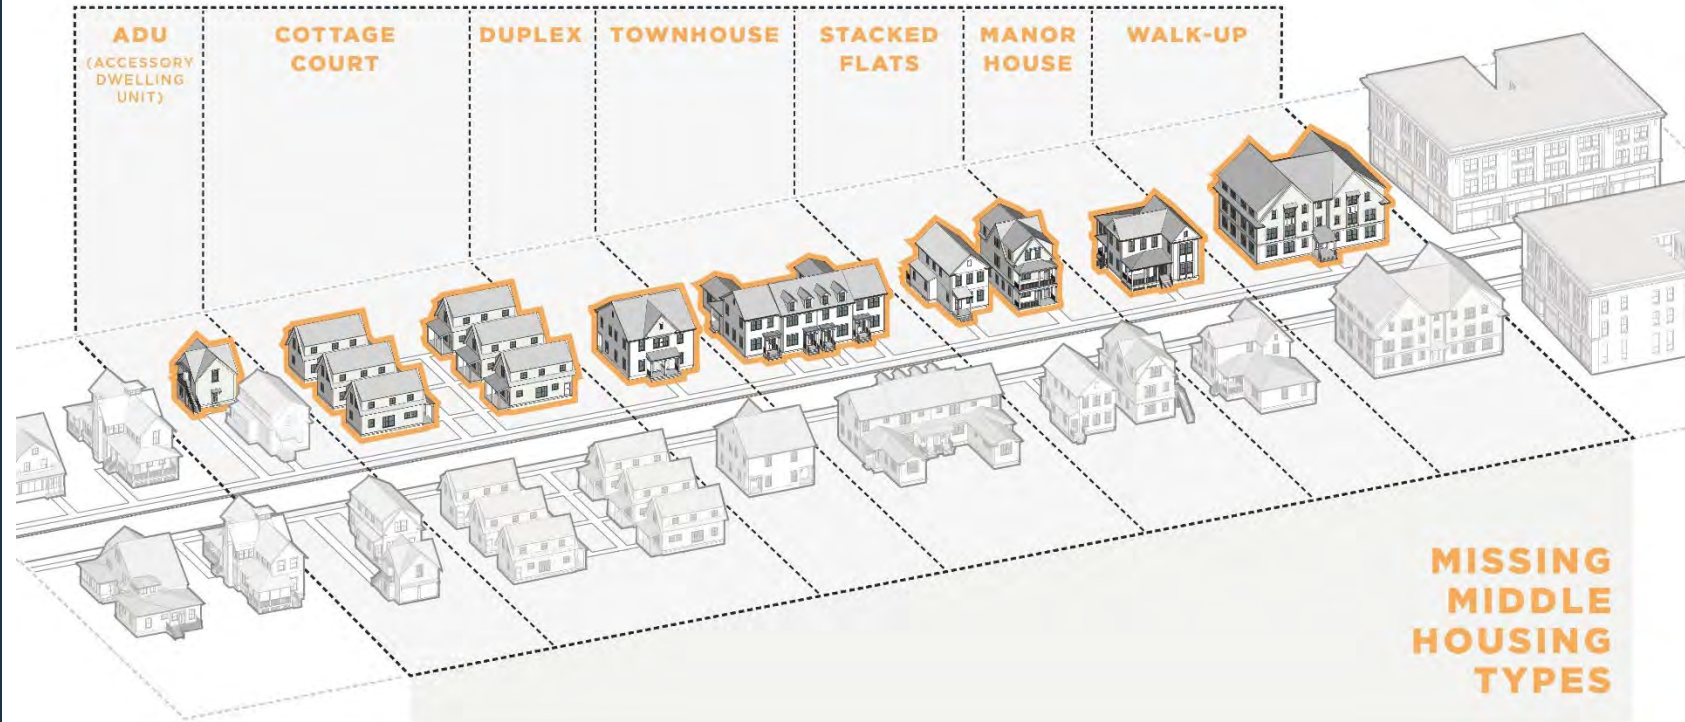 ADU
(ACCESSORY
DWELLING
UNIT)
COTTAGE
COURT
DUPLEX
TOWNHOUSE
STACKED
FLATS
MANOR
HOUSE
WALK-UP
MISSING
MIDDLE
HOUSING
TYPES